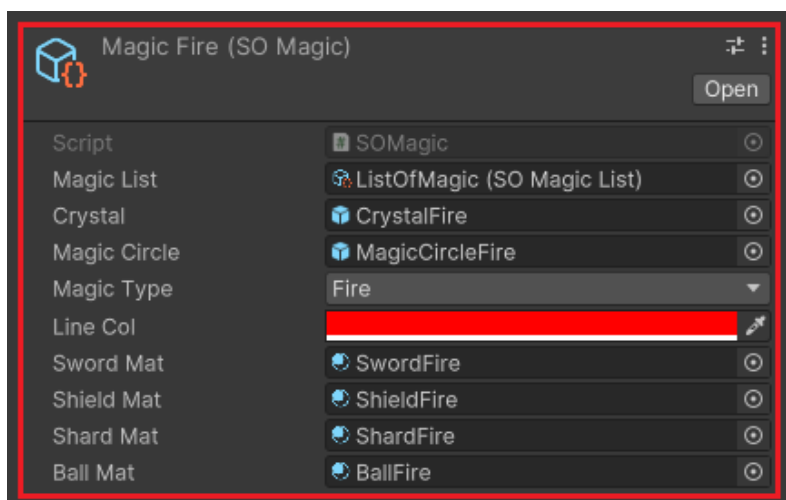 Magic Fire (SO Magic)
Open
Script SOMagic
Magic List ListOfMagic (SO Magic List)
Crystal CrystalFire
Magic Circle MagicCircleFire
Magic Type Fire
Line Col
Sword Mat SwordFire
Shield Mat ShieldFire
Shard Mat ShardFire
Ball Mat BallFire